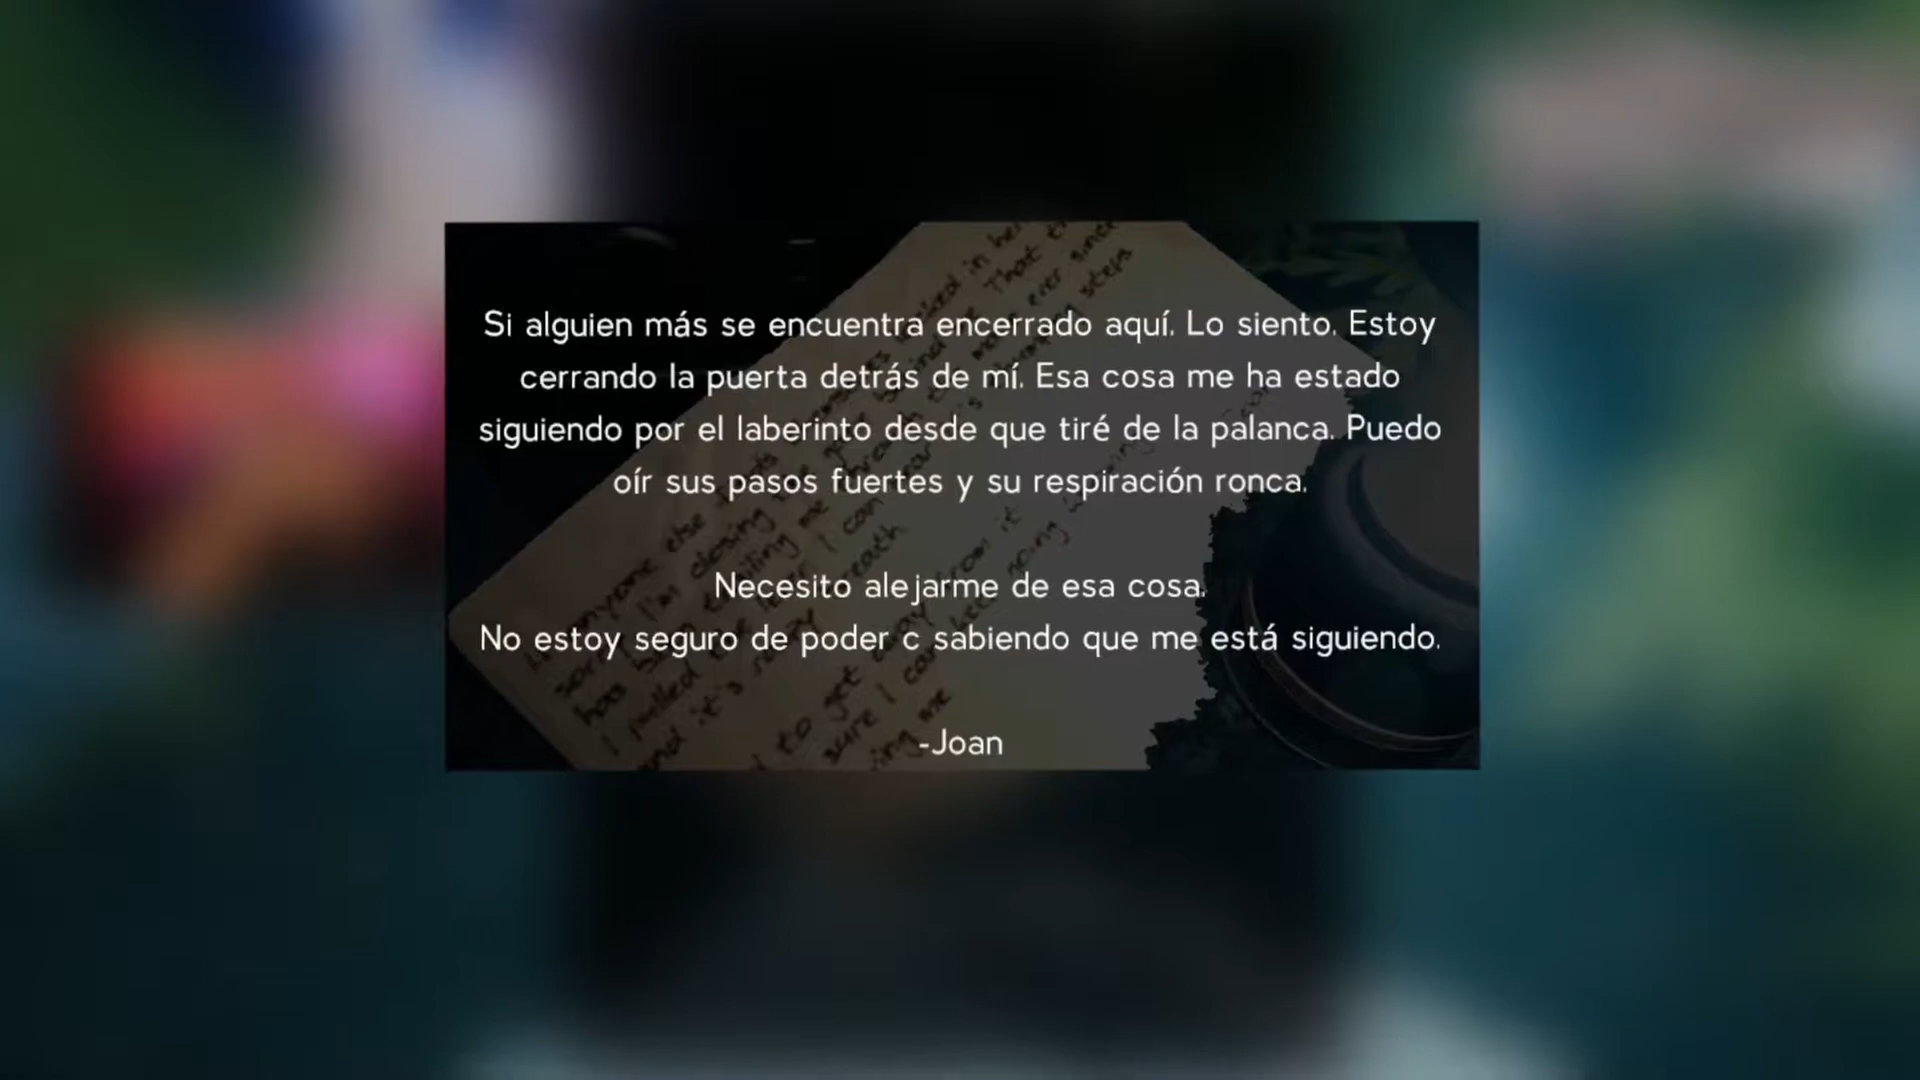 Si alguien más se encuentra encerrado aquí. Lo siento. Estoy
cerrando la puerta detrás de mí. Esa cosa me ha estado
siguiendo por el laberinto desde que tiré de la palanca. Puedo
oír sus pasos fuertes y su respiración ronca.
Necesito alejarme de esa cosa.
No estoy seguro de poder c sabiendo que me está siguiendo.
-Joan